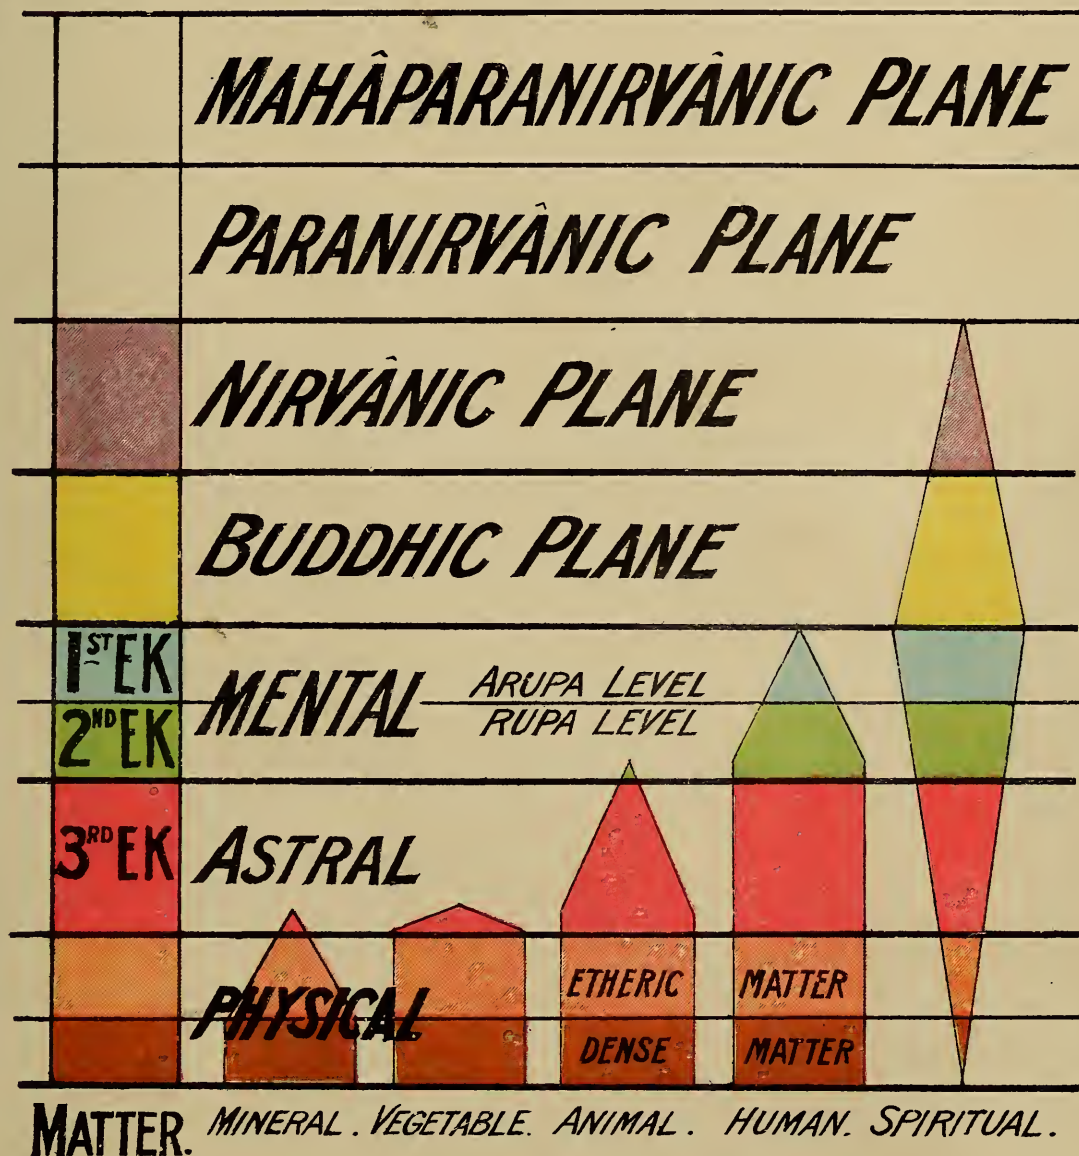 MAHÂPARANIRVÂNIC PLANE
PARANIRVÂNIC PLANE
NIRVÂNIC PLANE
BUDDHIC PLANE
1ST EK
MENTAL
ARUPA LEVEL
2ND EK
RUPA LEVEL
3RD EK
ASTRAL
PHYSICAL
ETHERIC MATTER
DENSE MATTER
MATTER. MINERAL. VEGETABLE. ANIMAL. HUMAN. SPIRITUAL.